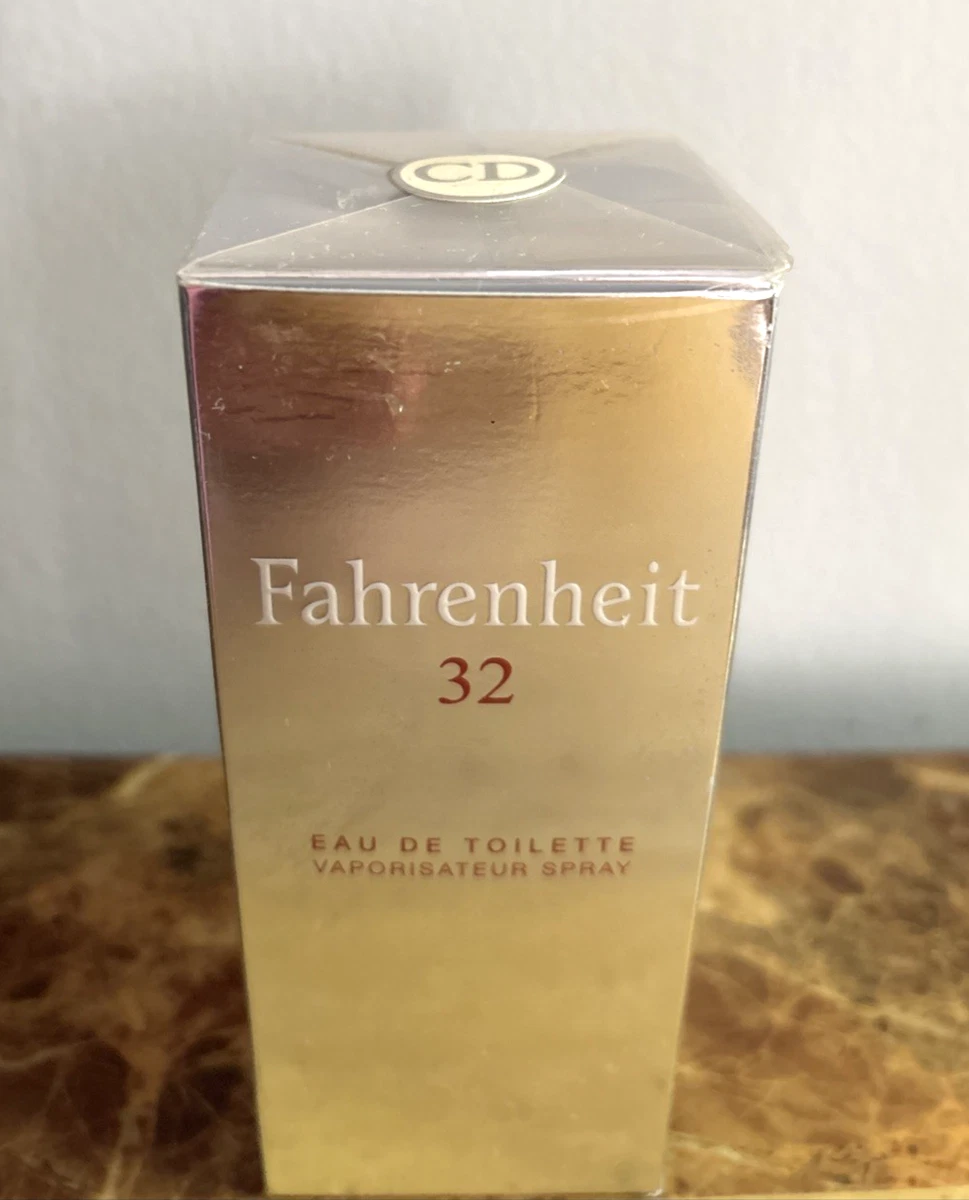 CD
Fahrenheit
32
EAU DE TOILETTE
VAPORISATEUR SPRAY